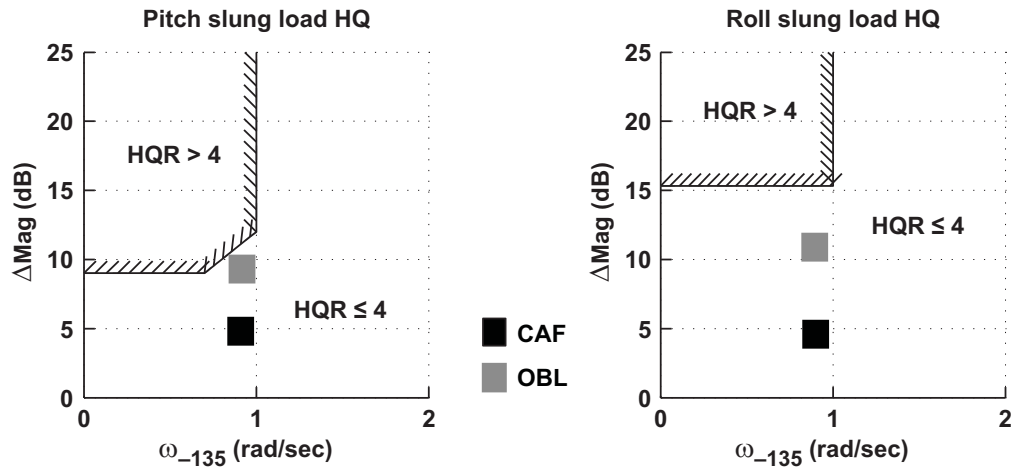 Pitch slung load HQ
25
20
15
10
5
0
ΔMag (dB)
HQR > 4
HQR ≤ 4
0
1
2
ω–135 (rad/sec)
CAF
OBL
Roll slung load HQ
25
20
15
10
5
0
ΔMag (dB)
HQR > 4
HQR ≤ 4
0
1
2
ω–135 (rad/sec)